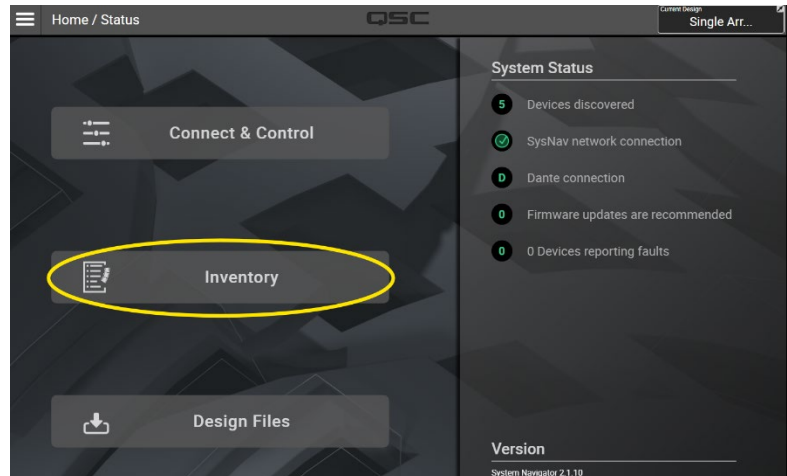 Home / Status
QSC
Current Design
Single Arr...
Connect & Control
Inventory
Design Files
System Status
5 Devices discovered
SysNav network connection
D Dante connection
0 Firmware updates are recommended
0 0 Devices reporting faults
Version
System Navigator 2.1.10